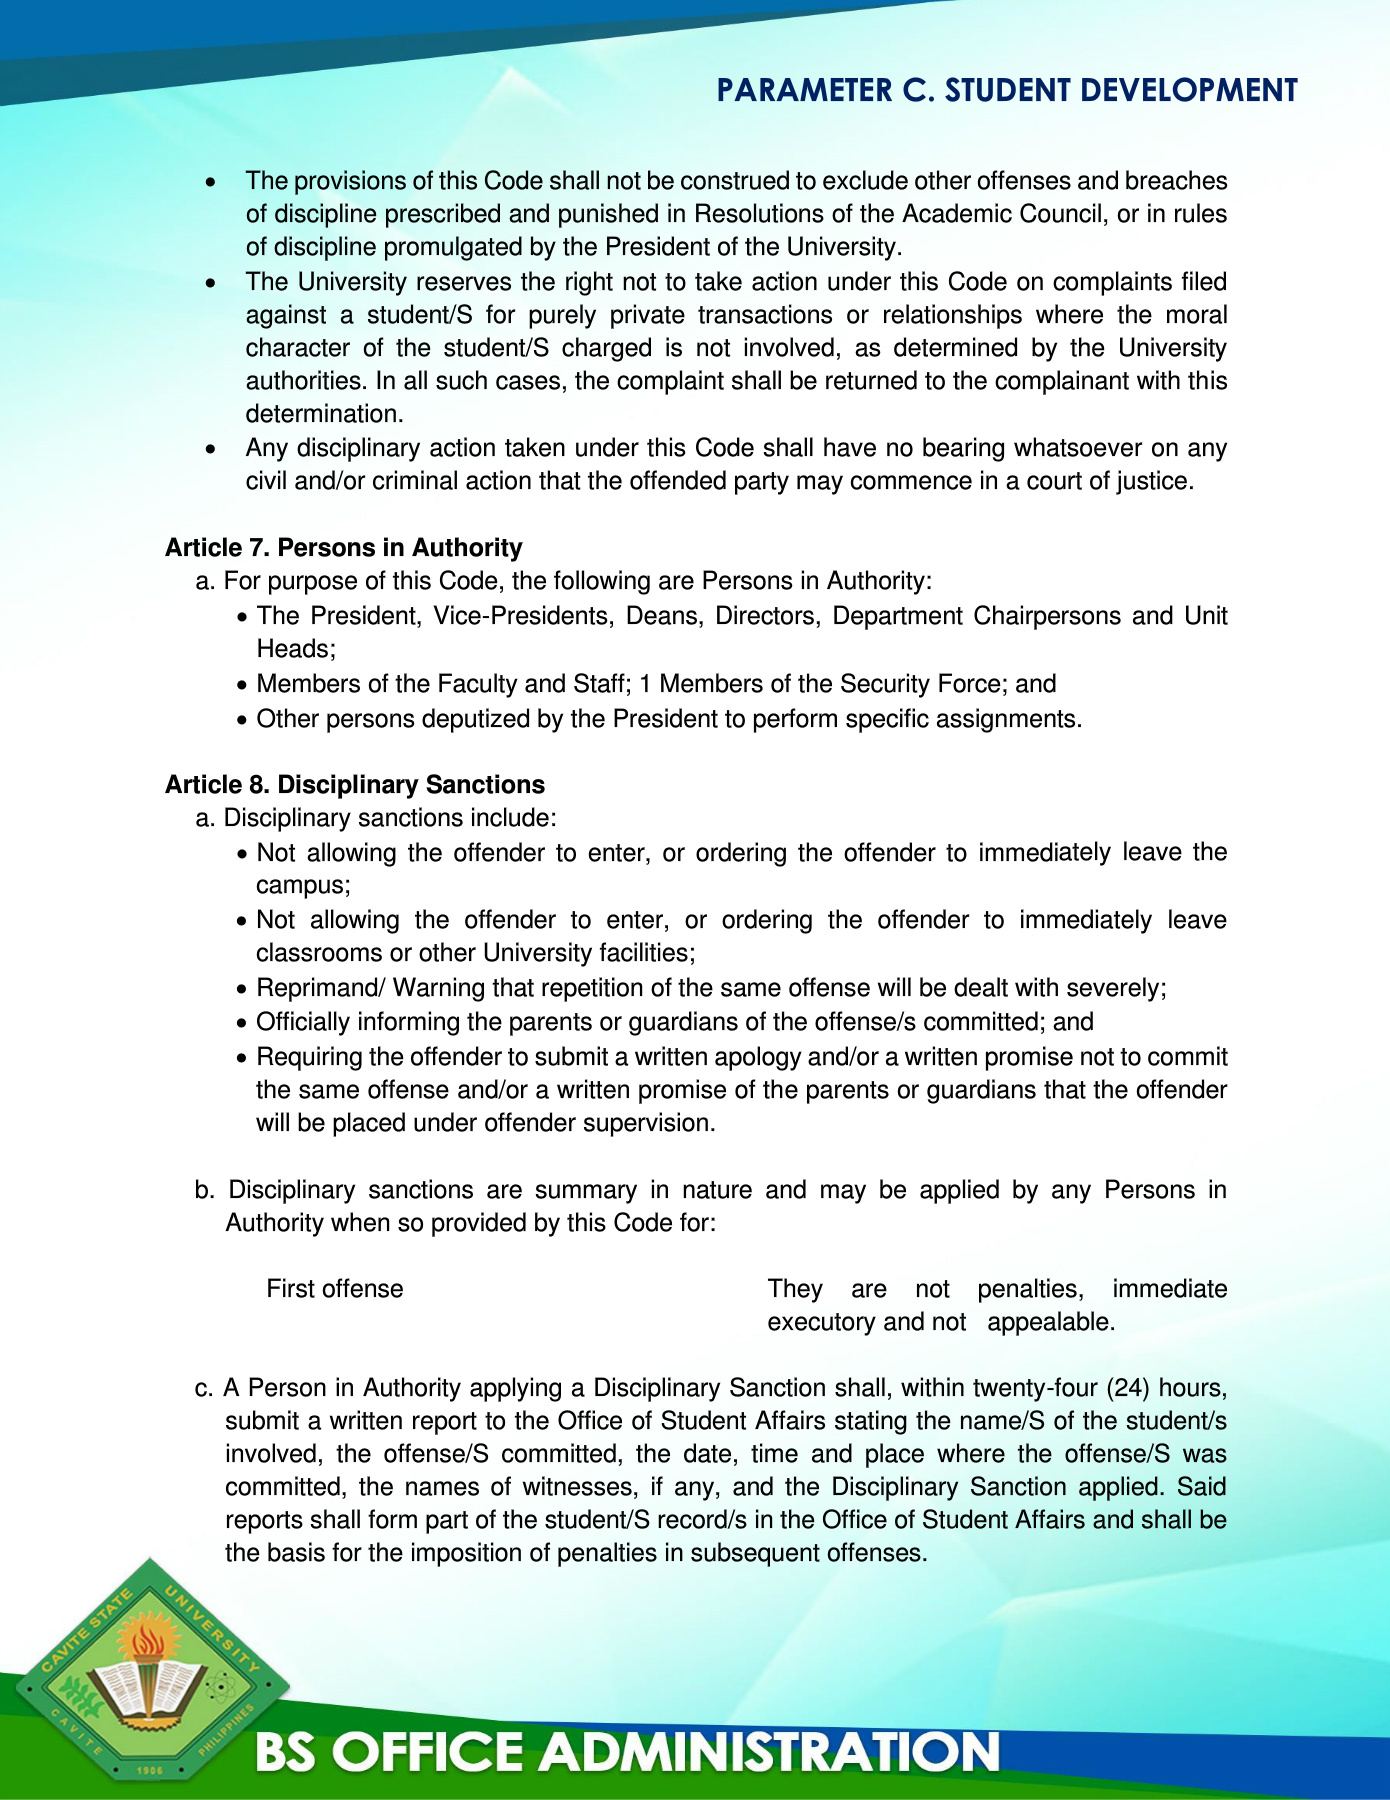 PARAMETER C. STUDENT DEVELOPMENT
• The provisions of this Code shall not be construed to exclude other offenses and breaches
of discipline prescribed and punished in Resolutions of the Academic Council, or in rules
of discipline promulgated by the President of the University.
• The University reserves the right not to take action under this Code on complaints filed
against a student/S for purely private transactions or relationships where the moral
character of the student/S charged is not involved, as determined by the University
authorities. In all such cases, the complaint shall be returned to the complainant with this
determination.
• Any disciplinary action taken under this Code shall have no bearing whatsoever on any
civil and/or criminal action that the offended party may commence in a court of justice.
Article 7. Persons in Authority
a. For purpose of this Code, the following are Persons in Authority:
• The President, Vice-Presidents, Deans, Directors, Department Chairpersons and Unit
Heads;
• Members of the Faculty and Staff; 1 Members of the Security Force; and
• Other persons deputized by the President to perform specific assignments.
Article 8. Disciplinary Sanctions
a. Disciplinary sanctions include:
• Not allowing the offender to enter, or ordering the offender to immediately leave the
campus;
• Not allowing the offender to enter, or ordering the offender to immediately leave
classrooms or other University facilities;
• Reprimand/ Warning that repetition of the same offense will be dealt with severely;
• Officially informing the parents or guardians of the offense/s committed; and
• Requiring the offender to submit a written apology and/or a written promise not to commit
the same offense and/or a written promise of the parents or guardians that the offender
will be placed under offender supervision.
b. Disciplinary sanctions are summary in nature and may be applied by any Persons in
Authority when so provided by this Code for:
First offense They are not penalties, immediate
executory and not appealable.
c. A Person in Authority applying a Disciplinary Sanction shall, within twenty-four (24) hours,
submit a written report to the Office of Student Affairs stating the name/S of the student/s
involved, the offense/S committed, the date, time and place where the offense/S was
committed, the names of witnesses, if any, and the Disciplinary Sanction applied. Said
reports shall form part of the student/S record/s in the Office of Student Affairs and shall be
the basis for the imposition of penalties in subsequent offenses.
CAVITE STATE UNIVERSITY
CAVITE 1906 PHILIPPINES
BS OFFICE ADMINISTRATION